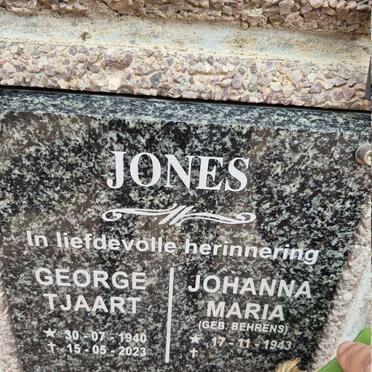 JONES
In liefdevolle herinnering
GEORGE
TJAART
★ 30-07-1940
✝ 15-05-2023
JOHANNA
MARIA
(GEB. BEHRENS)
★ 17-11-1943
✝